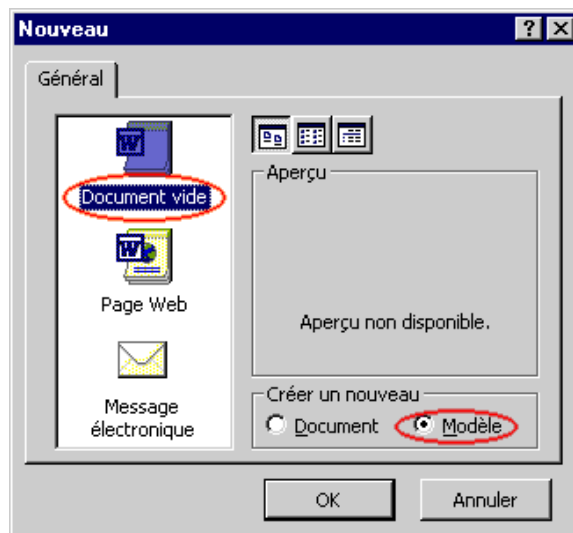 Nouveau
Général
Document vide
Page Web
Message
électronique
Aperçu
Aperçu non disponible.
Créer un nouveau
Document
Modèle
OK
Annuler